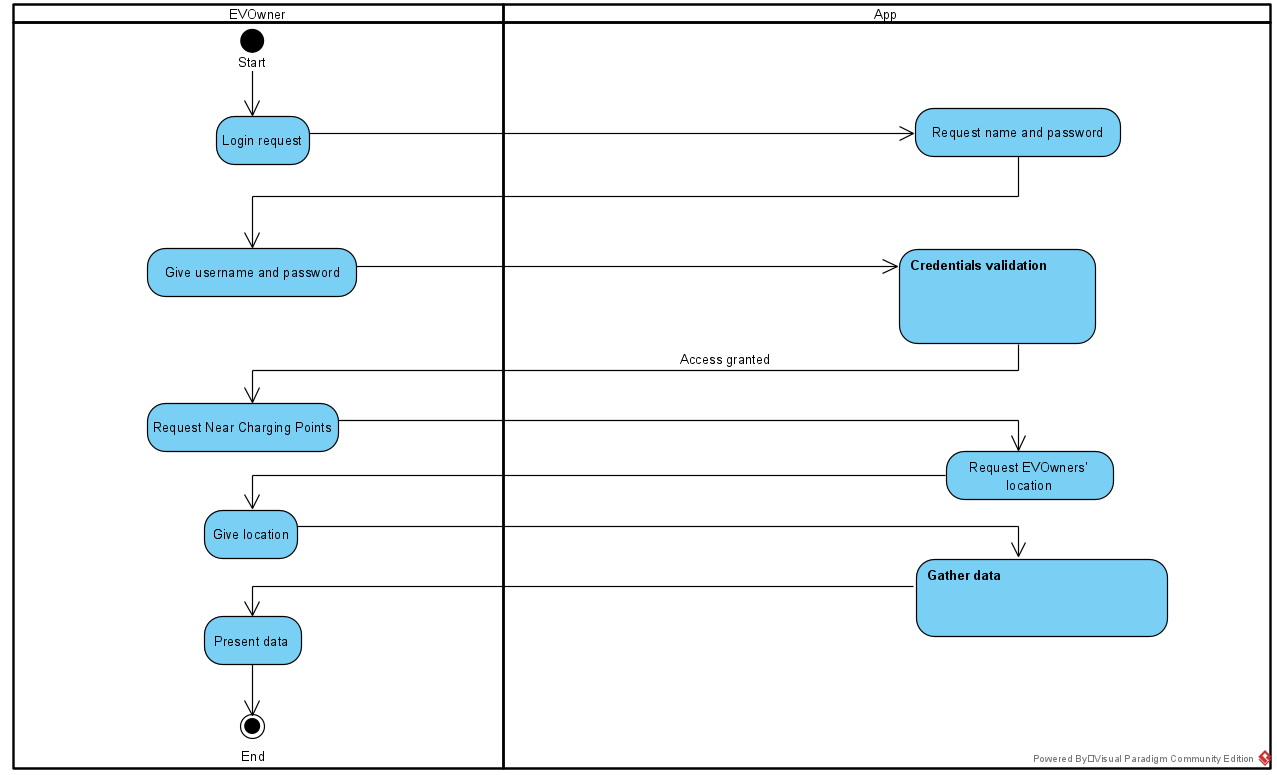 EVOwner
App
Start
Login request
Request name and password
Give username and password
Credentials validation
Access granted
Request Near Charging Points
Request EVOwners'
location
Give location
Gather data
Present data
End
Powered By□Visual Paradigm Community Edition